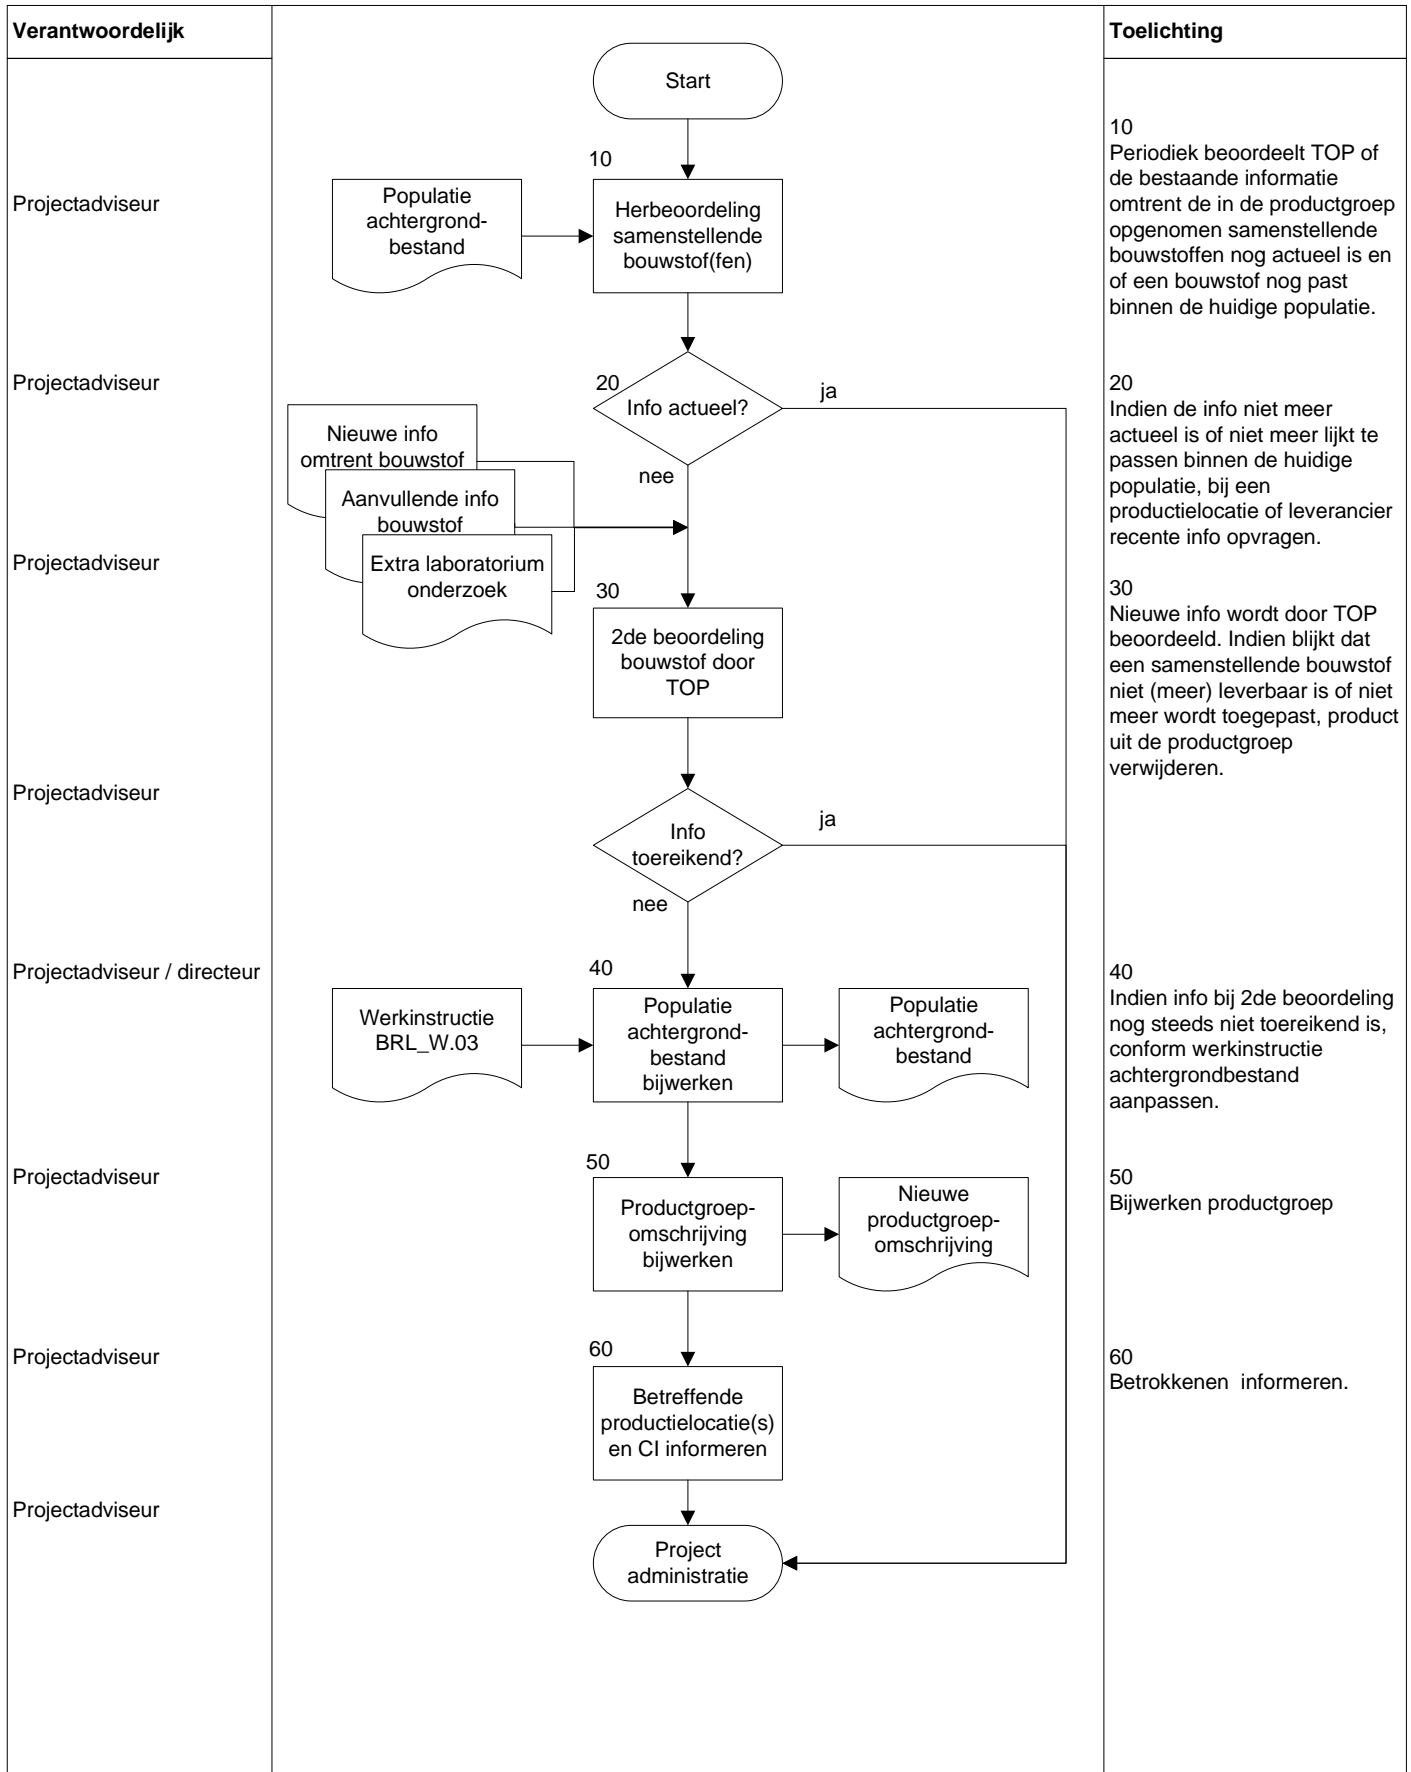 Verantwoordelijk
Toelichting
Start
10
Projectadviseur
Populatie
achtergrond-
bestand
Herbeoordeling
samenstellende
bouwstof(fen)
10
Periodiek beoordeelt TOP of
de bestaande informatie
omtrent de in de productgroep
opgenomen samenstellende
bouwstoffen nog actueel is en
of een bouwstof nog past
binnen de huidige populatie.
Projectadviseur
20
Info actueel?
ja
nee
20
Indien de info niet meer
actueel is of niet meer lijkt te
passen binnen de huidige
populatie, bij een
productielocatie of leverancier
recente info opvragen.
Nieuwe info
omtrent bouwstof
Aanvullende info
bouwstof
Extra laboratorium
onderzoek
Projectadviseur
30
2de beoordeling
bouwstof door
TOP
30
Nieuwe info wordt door TOP
beoordeeld. Indien blijkt dat
een samenstellende bouwstof
niet (meer) leverbaar is of niet
meer wordt toegepast, product
uit de productgroep
verwijderen.
Projectadviseur
Info
toereikend?
ja
nee
Projectadviseur / directeur
40
Werkinstructie
BRL_W.03
Populatie
achtergrond-
bestand
bijwerken
Populatie
achtergrond-
bestand
40
Indien info bij 2de beoordeling
nog steeds niet toereikend is,
conform werkinstructie
achtergrondbestand
aanpassen.
Projectadviseur
50
Productgroep-
omschrijving
bijwerken
Nieuwe
productgroep-
omschrijving
50
Bijwerken productgroep
Projectadviseur
60
Betreffende
productielocatie(s)
en CI informeren
60
Betrokkenen  informeren.
Projectadviseur
Project
administratie